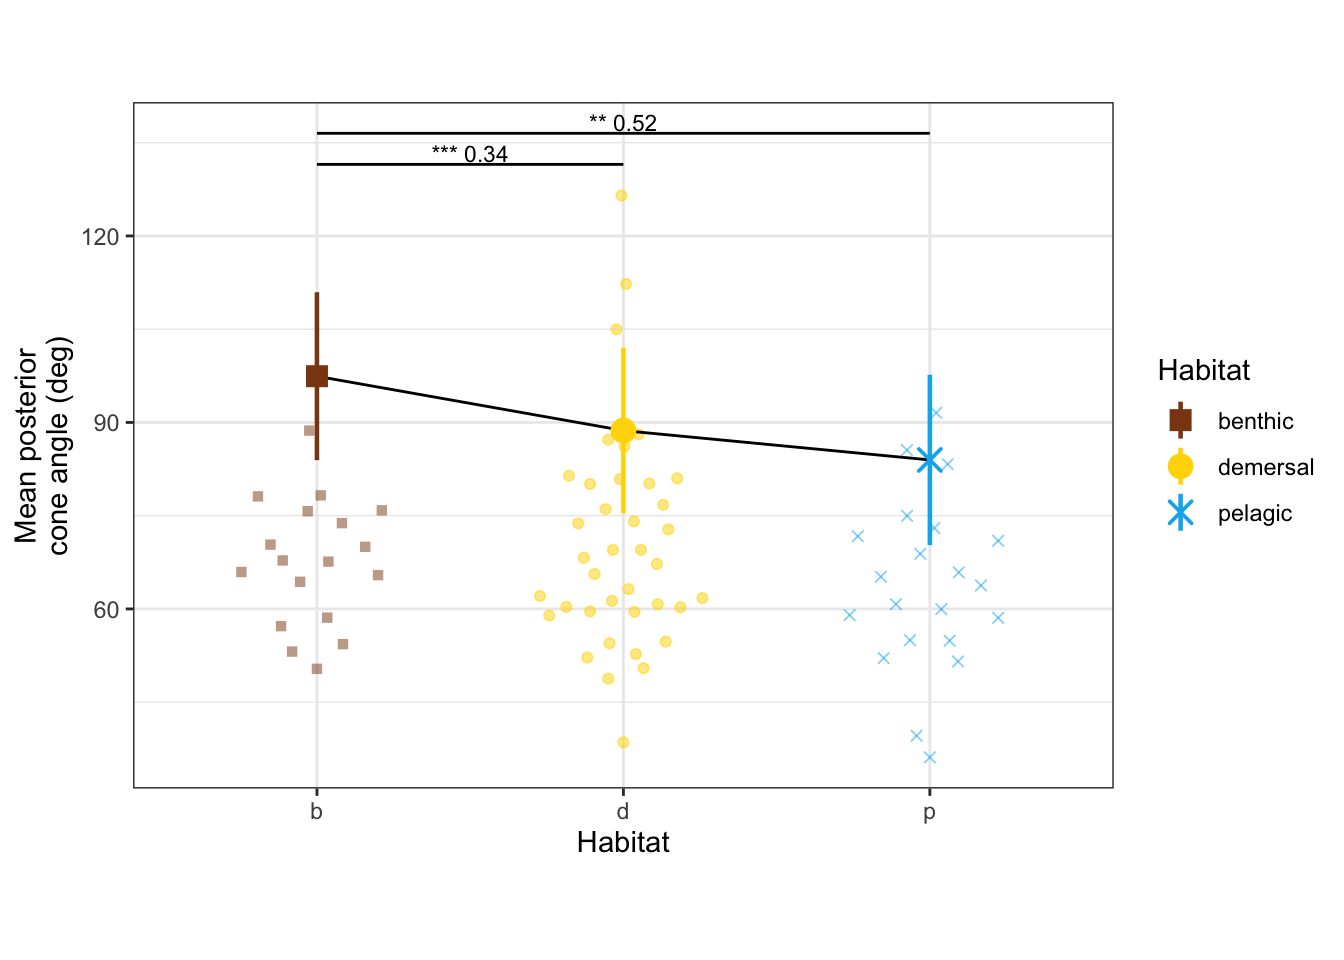 ** 0.52
*** 0.34
120
90
60
Mean posterior
cone angle (deg)
b
d
p
Habitat
Habitat
benthic
demersal
pelagic